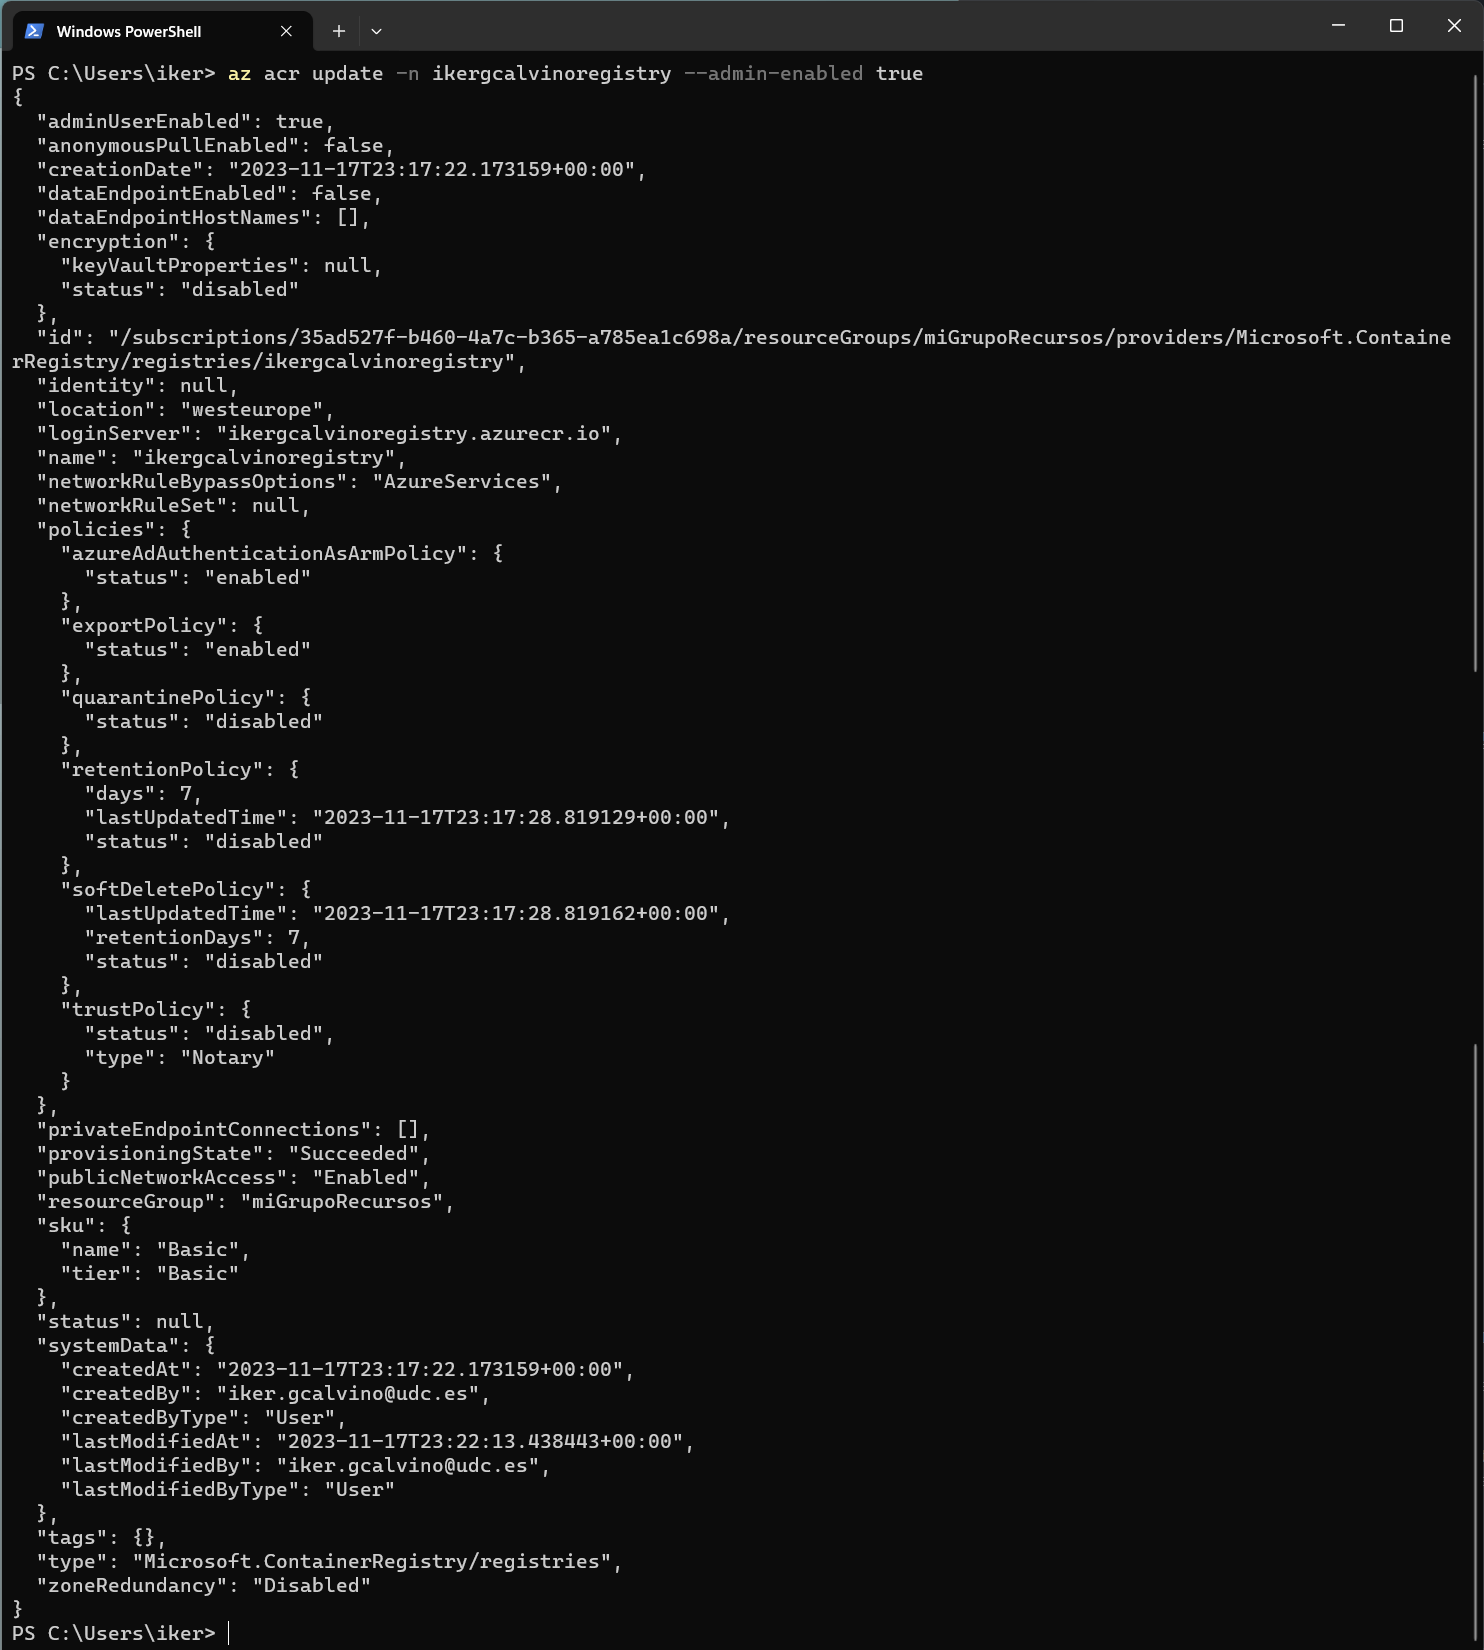 Windows PowerShell
PS C:\Users\iker> az acr update -n ikergcalvinoregistry --admin-enabled true
{
  "adminUserEnabled": true,
  "anonymousPullEnabled": false,
  "creationDate": "2023-11-17T23:17:22.173159+00:00",
  "dataEndpointEnabled": false,
  "dataEndpointHostNames": [],
  "encryption": {
    "keyVaultProperties": null,
    "status": "disabled"
  },
  "id": "/subscriptions/35ad527f-b460-4a7c-b365-a785ea1c698a/resourceGroups/miGrupoRecursos/providers/Microsoft.Containe
rRegistry/registries/ikergcalvinoregistry",
  "identity": null,
  "location": "westeurope",
  "loginServer": "ikergcalvinoregistry.azurecr.io",
  "name": "ikergcalvinoregistry",
  "networkRuleBypassOptions": "AzureServices",
  "networkRuleSet": null,
  "policies": {
    "azureAdAuthenticationAsArmPolicy": {
      "status": "enabled"
    },
    "exportPolicy": {
      "status": "enabled"
    },
    "quarantinePolicy": {
      "status": "disabled"
    },
    "retentionPolicy": {
      "days": 7,
      "lastUpdatedTime": "2023-11-17T23:17:28.819129+00:00",
      "status": "disabled"
    },
    "softDeletePolicy": {
      "lastUpdatedTime": "2023-11-17T23:17:28.819162+00:00",
      "retentionDays": 7,
      "status": "disabled"
    },
    "trustPolicy": {
      "status": "disabled",
      "type": "Notary"
    }
  },
  "privateEndpointConnections": [],
  "provisioningState": "Succeeded",
  "publicNetworkAccess": "Enabled",
  "resourceGroup": "miGrupoRecursos",
  "sku": {
    "name": "Basic",
    "tier": "Basic"
  },
  "status": null,
  "systemData": {
    "createdAt": "2023-11-17T23:17:22.173159+00:00",
    "createdBy": "iker.gcalvino@udc.es",
    "createdByType": "User",
    "lastModifiedAt": "2023-11-17T23:22:13.438443+00:00",
    "lastModifiedBy": "iker.gcalvino@udc.es",
    "lastModifiedByType": "User"
  },
  "tags": {},
  "type": "Microsoft.ContainerRegistry/registries",
  "zoneRedundancy": "Disabled"
}
PS C:\Users\iker>